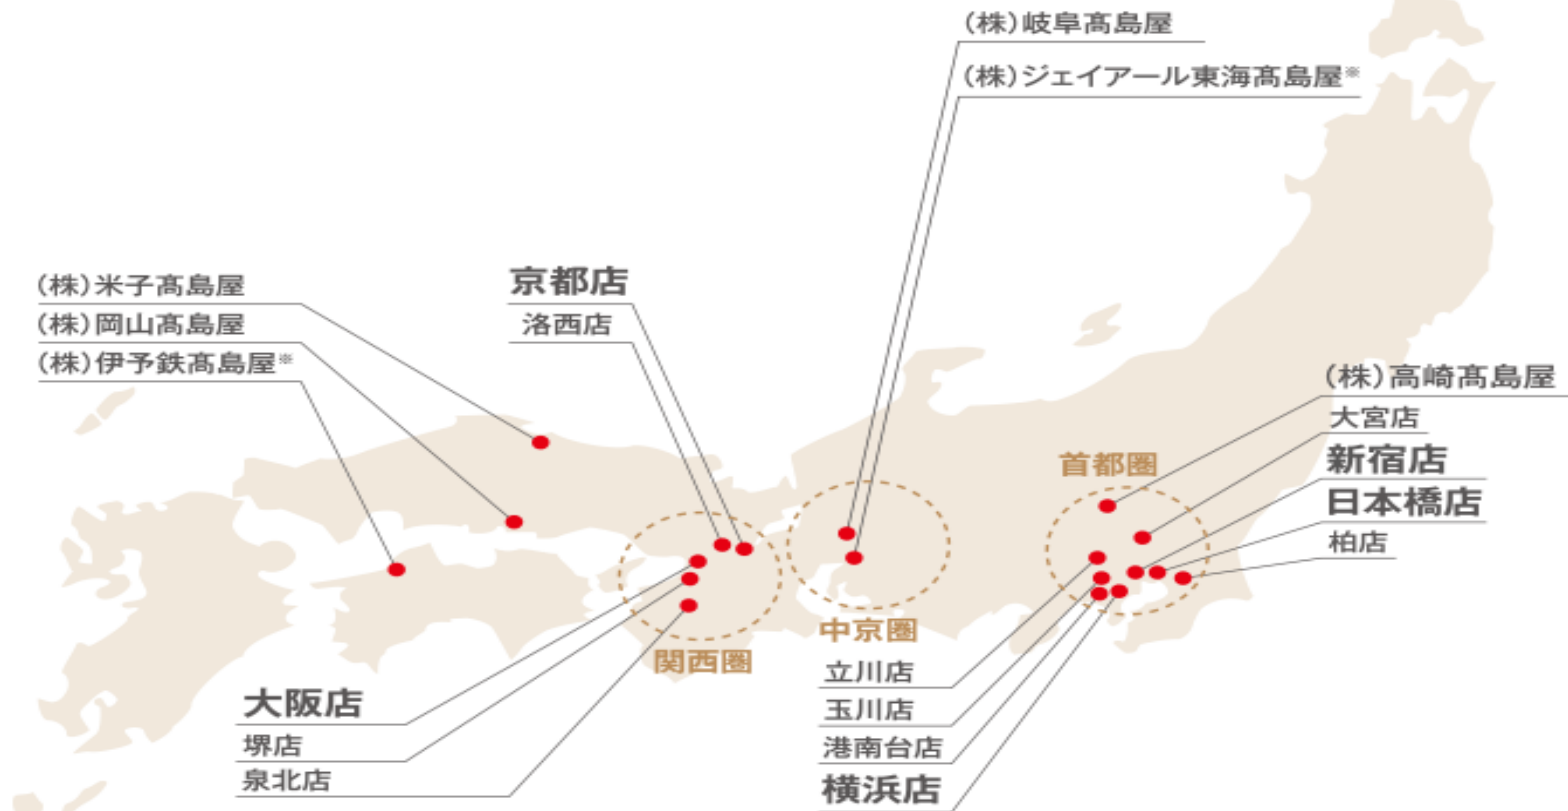 (株)岐阜髙島屋
(株)ジェイアール東海髙島屋※
(株)米子髙島屋
(株)岡山髙島屋
(株)伊予鉄髙島屋※
京都店
洛西店
(株)高崎髙島屋
大宮店
新宿店
日本橋店
柏店
首都圏
中京圏
関西圏
大阪店
堺店
泉北店
立川店
玉川店
港南台店
横浜店